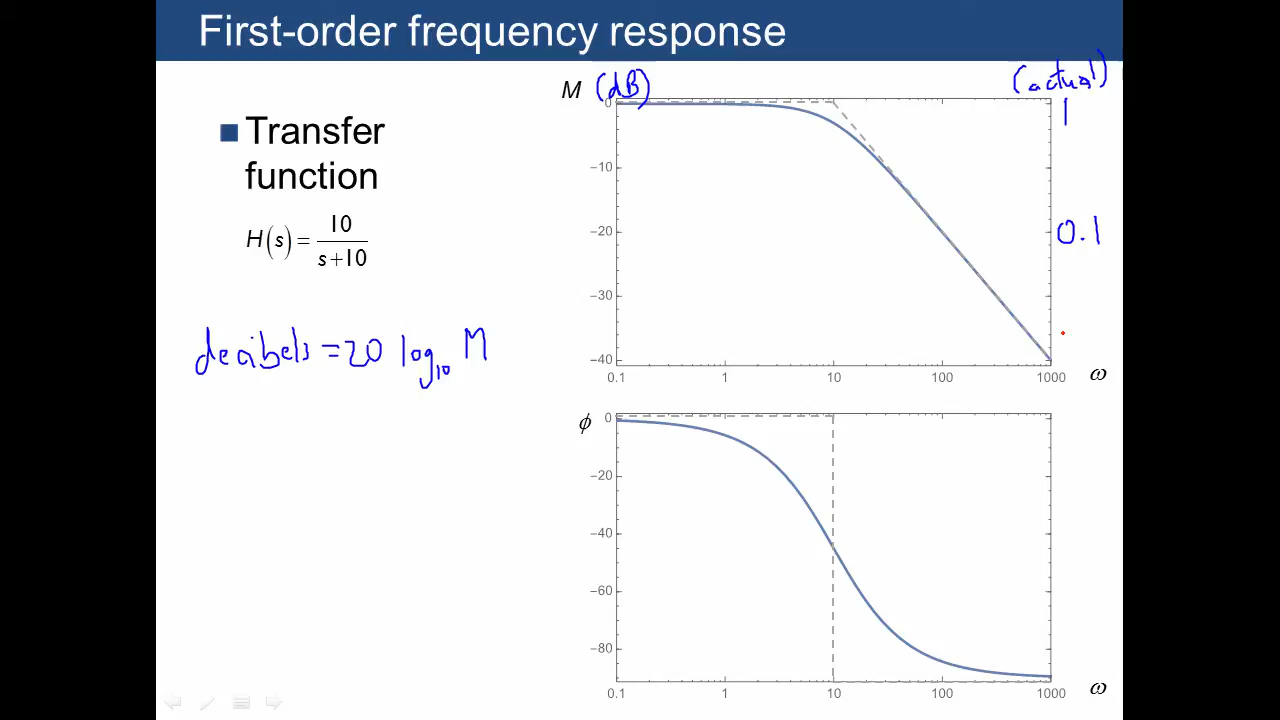 First-order frequency response
M (dB) (actual)
Transfer
function
H(s) = 10 / s+10
decibels = 20 log10 M
0 1
−10
−20 0.1
−30
−40
0.1 1 10 100 1000 ω
ϕ
0
−20
−40
−60
−80
0.1 1 10 100 1000 ω